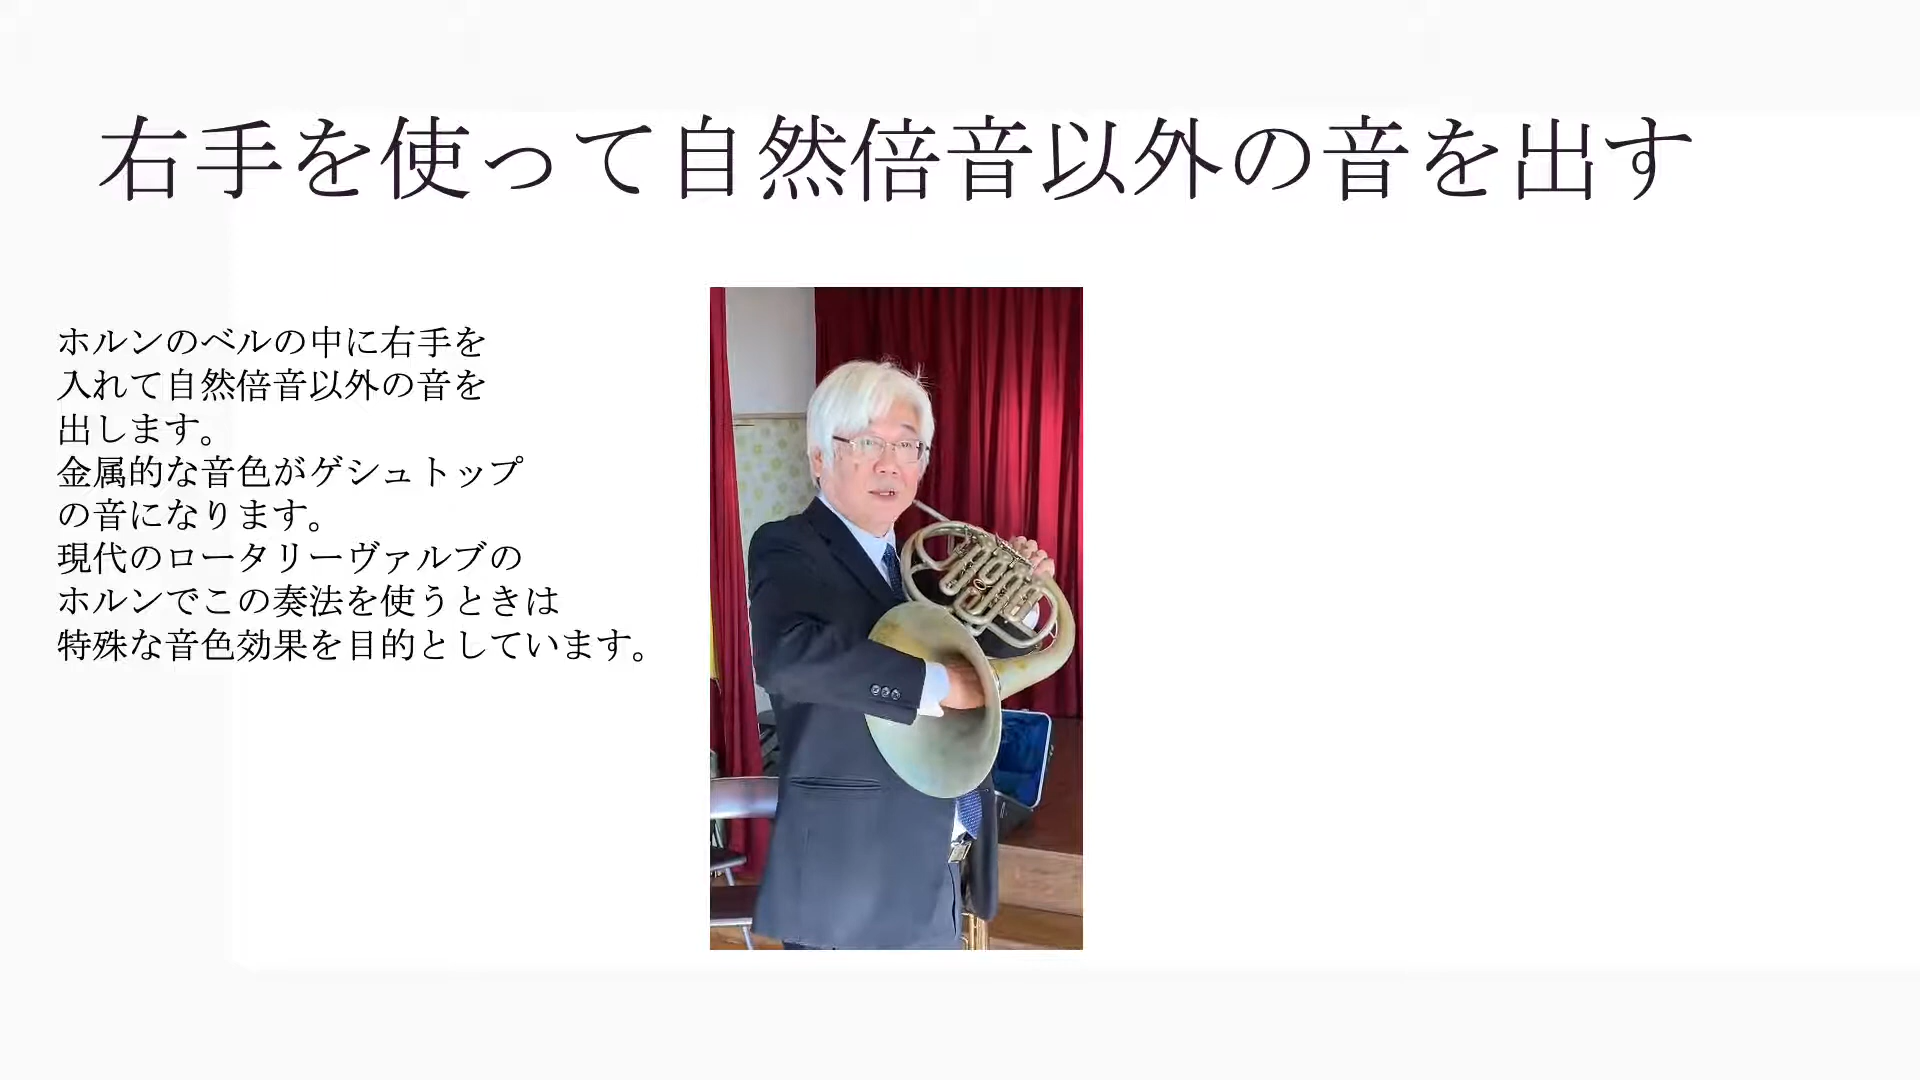 右手を使って自然倍音以外の音を出す
ホルンのベルの中に右手を
入れて自然倍音以外の音を
出します。
金属的な音色がゲシュトップ
の音になります。
現代のロータリーヴァルブの
ホルンでこの奏法を使うときは
特殊な音色効果を目的としています。